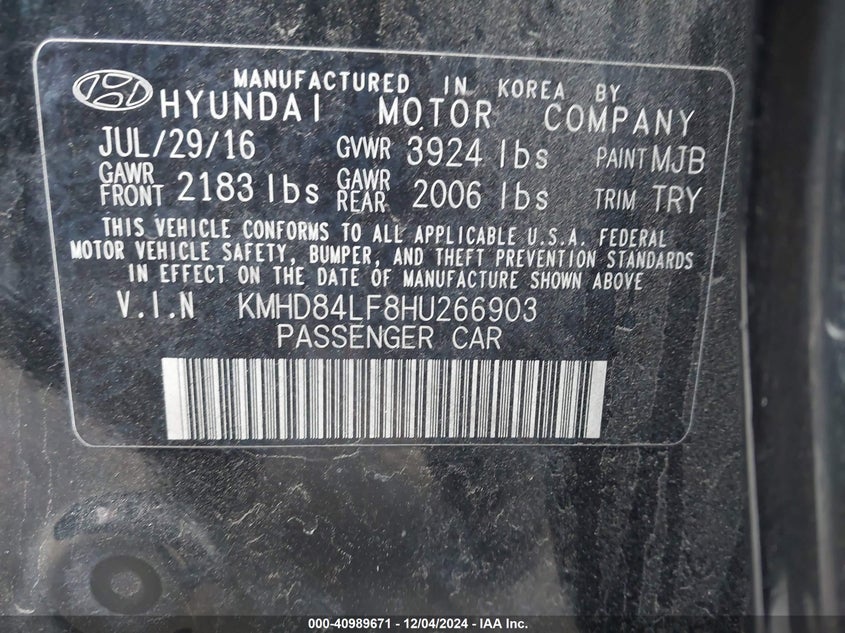 MANUFACTURED IN KOREA BY
HYUNDAI MOTOR COMPANY
JUL/29/16 GVWR 3924 lbs PAINT MJB
GAWR FRONT 2183 lbs GAWR REAR 2006 lbs TRIM TRY
THIS VEHICLE CONFORMS TO ALL APPLICABLE U.S.A. FEDERAL
MOTOR VEHICLE SAFETY, BUMPER, AND THEFT PREVENTION STANDARDS
IN EFFECT ON THE DATE OF MANUFACTURE SHOWN ABOVE
V.I.N KMHD84LF8HU266903
PASSENGER CAR
000-40989671 - 12/04/2024 - IAA Inc.